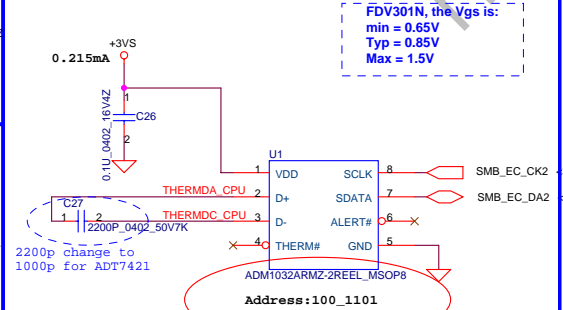 FDV301N, the Vgs is:
min = 0.65V
Typ = 0.85V
Max = 1.5V
+3VS
0.215mA
1
C26
2
0.1U_0402_16V4Z
U1
1 VDD SCLK 8 SMB_EC_CK2
THERMDA_CPU 2 D+ SDATA 7 SMB_EC_DA2
C27
1 2 THERMDC_CPU 3 D- ALERT# 6
2200P_0402_50V7K
4 THERM# GND 5
2200p change to
1000p for ADT7421
ADM1032ARMZ-2REEL_MSOP8
Address:100_1101